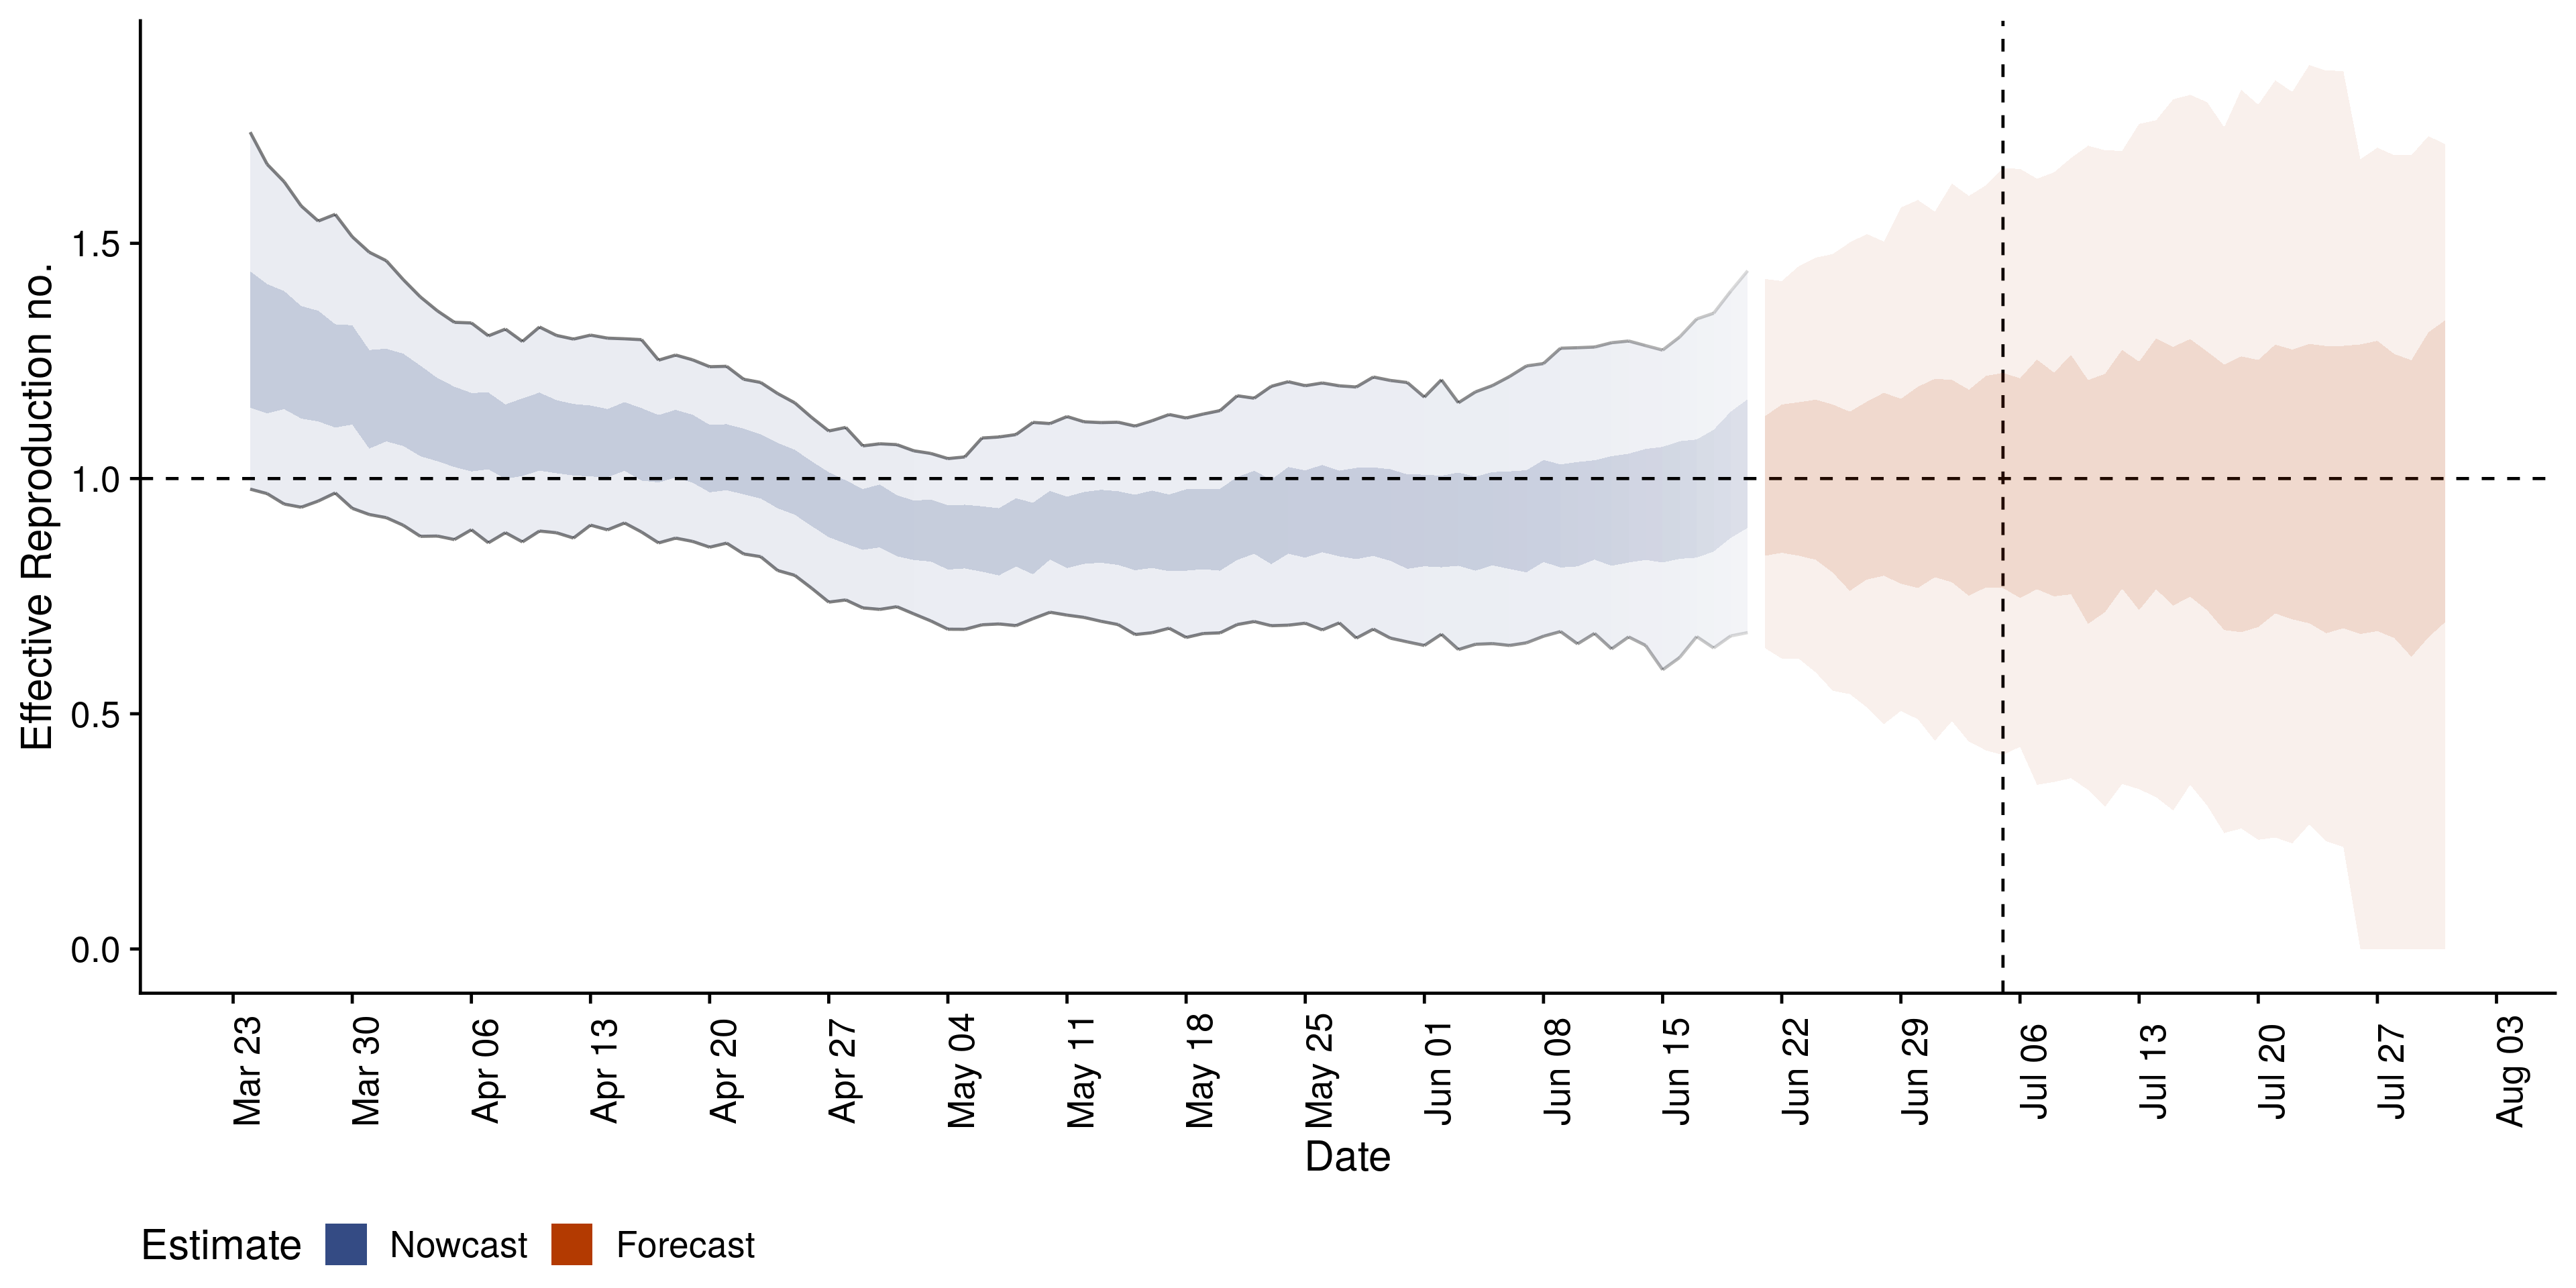 Effective Reproduction no.
1.5
1.0
0.5
0.0
Mar 23
Mar 30
Apr 06
Apr 13
Apr 20
Apr 27
May 04
May 11
May 18
May 25
Jun 01
Jun 08
Jun 15
Jun 22
Jun 29
Jul 06
Jul 13
Jul 20
Jul 27
Aug 03
Date
Estimate Nowcast Forecast